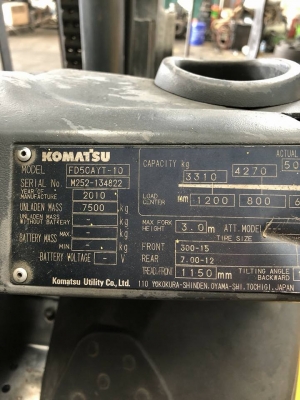 KOMATSU
MODEL FD50AYT-10
SERIAL No. M252-134822
YEAR OF MANUFACTURE 2010
UNLADEN MASS 7500 kg
UNLADEN MASS WITHOUT BATTERY - kg
BATTERY MASS MAX - kg
MIN - kg
BATTERY VOLTAGE - V
Komatsu Utility Co., Ltd.
ACTUAL
CAPACITY kg 3310 4270 50
LOAD CENTER mm 1200 800 6
MAX FORK HEIGHT 3.0 m ATT. MODEL
TYRE SIZE
FRONT 300-15
REAR 7.00-12
TREAD:FRONT 1150 mm TILTING ANGLE BACKWARD
110 YOKOKURA-SHINDEN, OYAMA-SHI, TOCHIGI, JAPAN